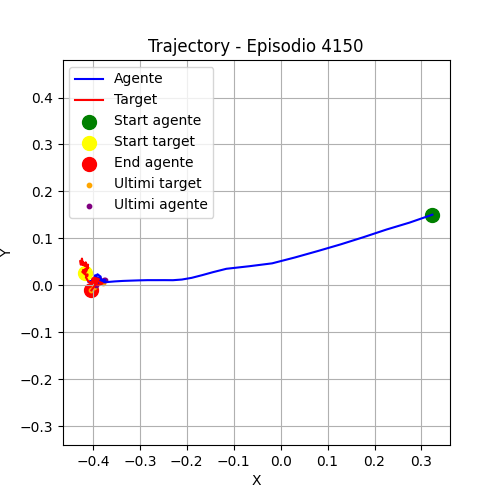 Trajectory - Episodio 4150
Agente
Target
Start agente
Start target
End agente
Ultimi target
Ultimi agente
Y
0.4
0.3
0.2
0.1
0.0
−0.1
−0.2
−0.3
−0.4 −0.3 −0.2 −0.1 0.0 0.1 0.2 0.3
X